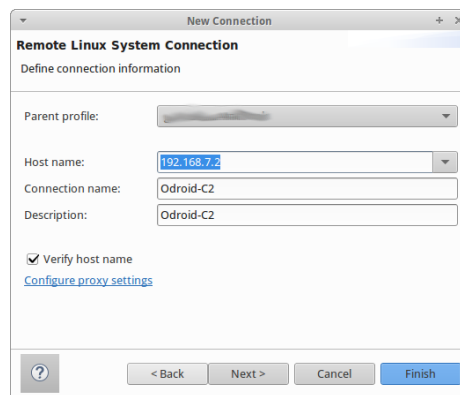 New Connection
Remote Linux System Connection
Define connection information
Parent profile:
Host name: 192.168.7.2
Connection name: Odroid-C2
Description: Odroid-C2
Verify host name
Configure proxy settings
? < Back Next > Cancel Finish